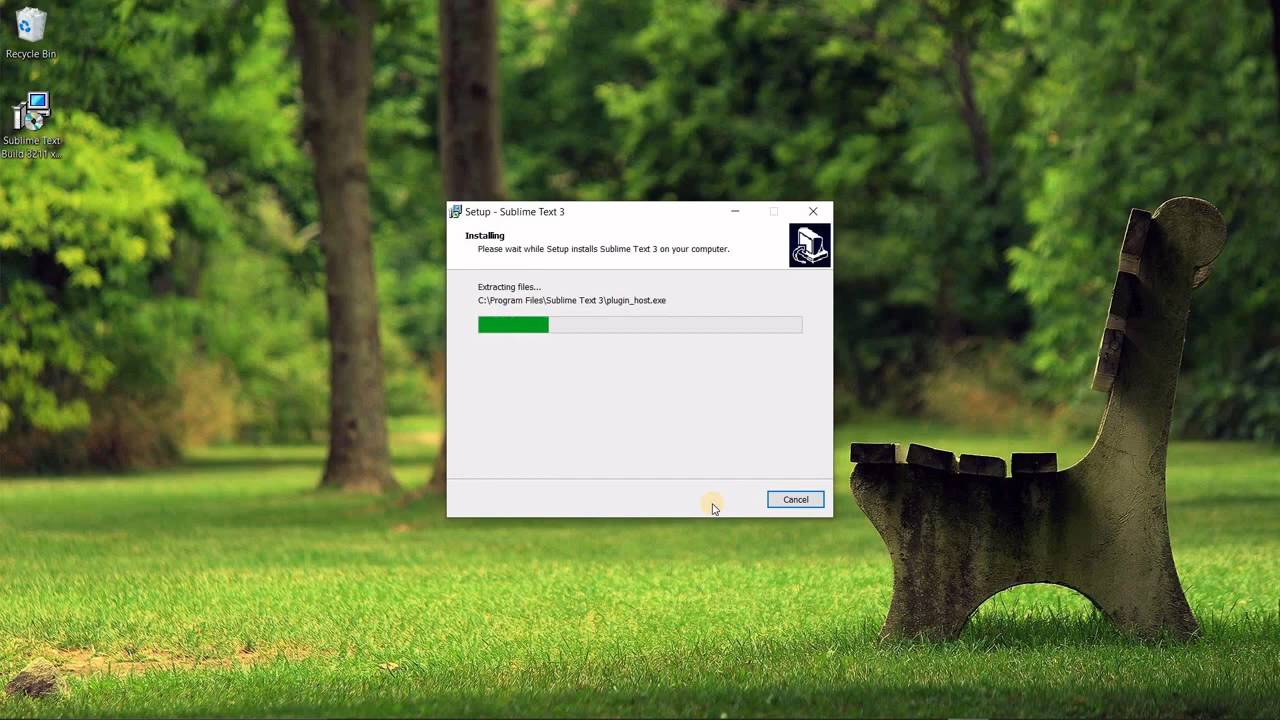 Recycle Bin
Sublime Text
Build 3211 x...
Setup - Sublime Text 3
Installing
Please wait while Setup installs Sublime Text 3 on your computer.
Extracting files...
C:\Program Files\Sublime Text 3\plugin_host.exe
Cancel